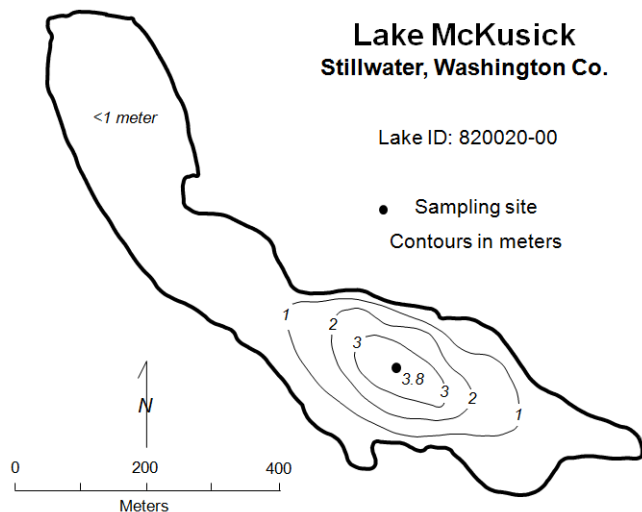 Lake McKusick
Stillwater, Washington Co.
<1 meter
Lake ID: 820020-00
Sampling site
Contours in meters
1
2
3
3.8
3
2
1
N
0 200 400
Meters